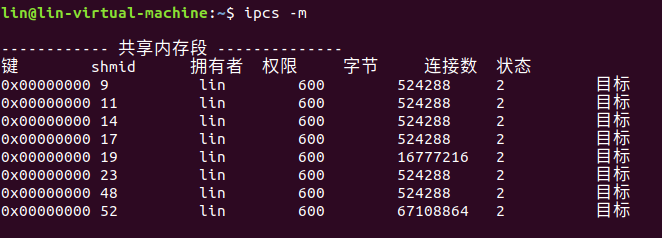 lin@lin-virtual-machine:~$ ipcs -m
------------ 共享内存段 --------------
键 shmid 拥有者 权限 字节 连接数 状态
0x00000000 9 lin 600 524288 2 目标
0x00000000 11 lin 600 524288 2 目标
0x00000000 14 lin 600 524288 2 目标
0x00000000 17 lin 600 524288 2 目标
0x00000000 19 lin 600 16777216 2 目标
0x00000000 23 lin 600 524288 2 目标
0x00000000 48 lin 600 524288 2 目标
0x00000000 52 lin 600 67108864 2 目标